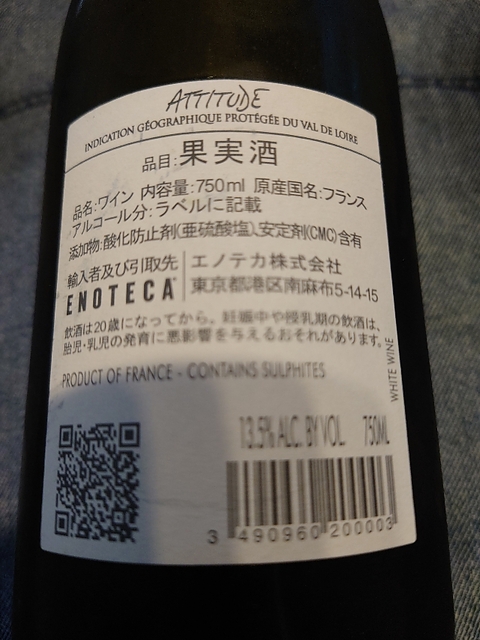 ATTITUDE
INDICATION GÉOGRAPHIQUE PROTÉGÉE DU VAL DE LOIRE
品目:果実酒
品名:ワイン 内容量:750ml 原産国名:フランス
アルコール分:ラベルに記載
添加物:酸化防止剤(亜硫酸塩)、安定剤(CMC)含有
輸入者及び引取先
ENOTECA
エノテカ株式会社
東京都港区南麻布5-14-15
飲酒は20歳になってから。妊娠中や授乳期の飲酒は、
胎児・乳児の発育に悪影響を与えるおそれがあります。
PRODUCT OF FRANCE - CONTAINS SULPHITES
WHITE WINE
13.5% ALC. BY VOL. 750ML
3 490960 200003